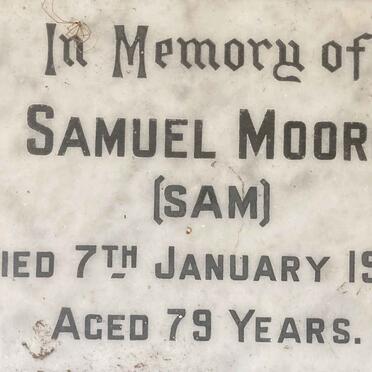 In Memory of
SAMUEL MOOR
(SAM)
IED 7TH JANUARY 19
AGED 79 YEARS.